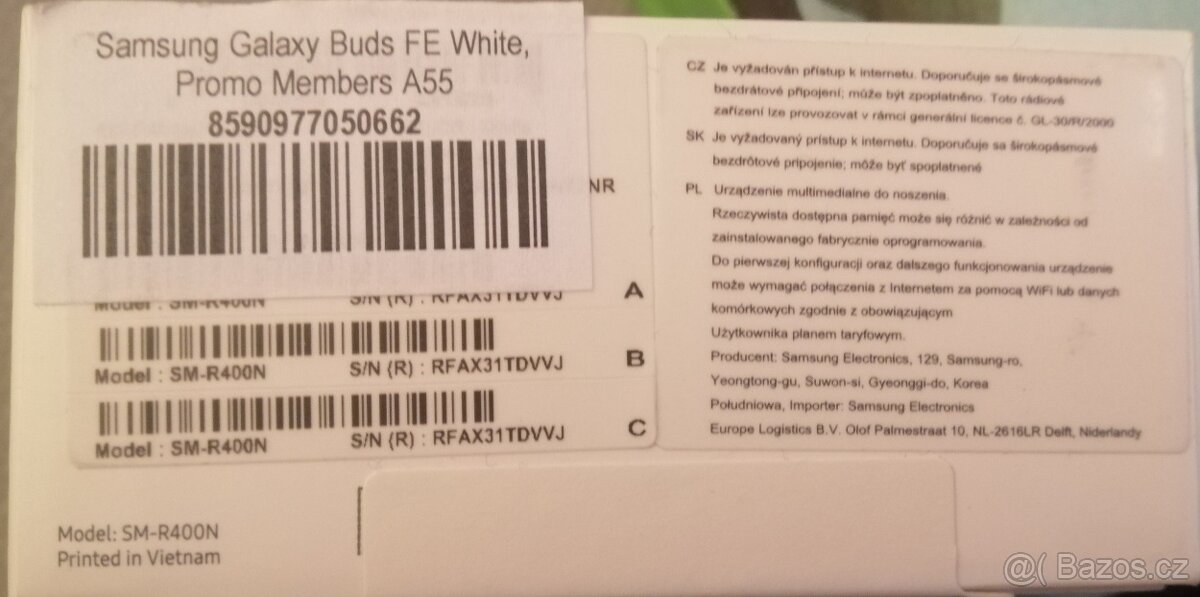 Samsung Galaxy Buds FE White,
Promo Members A55
8590977050662
NR
Model : SM-R400N S/N (R) : RFAX31TDVVJ A
Model : SM-R400N S/N (R) : RFAX31TDVVJ B
Model : SM-R400N S/N (R) : RFAX31TDVVJ C
Model: SM-R400N
Printed in Vietnam
CZ Je vyžadován přístup k internetu. Doporučuje se širokopásmové
bezdrátové připojení; může být zpoplatněno. Toto rádiové
zařízení lze provozovat v rámci generální licence č. GL-30/R/2000
SK Je vyžadovaný prístup k internetu. Doporučuje sa širokopásmové
bezdrôtové pripojenie; môže byť spoplatnené
PL Urządzenie multimedialne do noszenia.
Rzeczywista dostępna pamięć może się różnić w zależności od
zainstalowanego fabrycznie oprogramowania.
Do pierwszej konfiguracji oraz dalszego funkcjonowania urządzenie
może wymagać połączenia z Internetem za pomocą WiFi lub danych
komórkowych zgodnie z obowiązującym
Użytkownika planem taryfowym.
Producent: Samsung Electronics, 129, Samsung-ro,
Yeongtong-gu, Suwon-si, Gyeonggi-do, Korea
Południowa, Importer: Samsung Electronics
Europe Logistics B.V. Olof Palmestraat 10, NL-2616LR Delft, Niderlandy
@( Bazos.cz